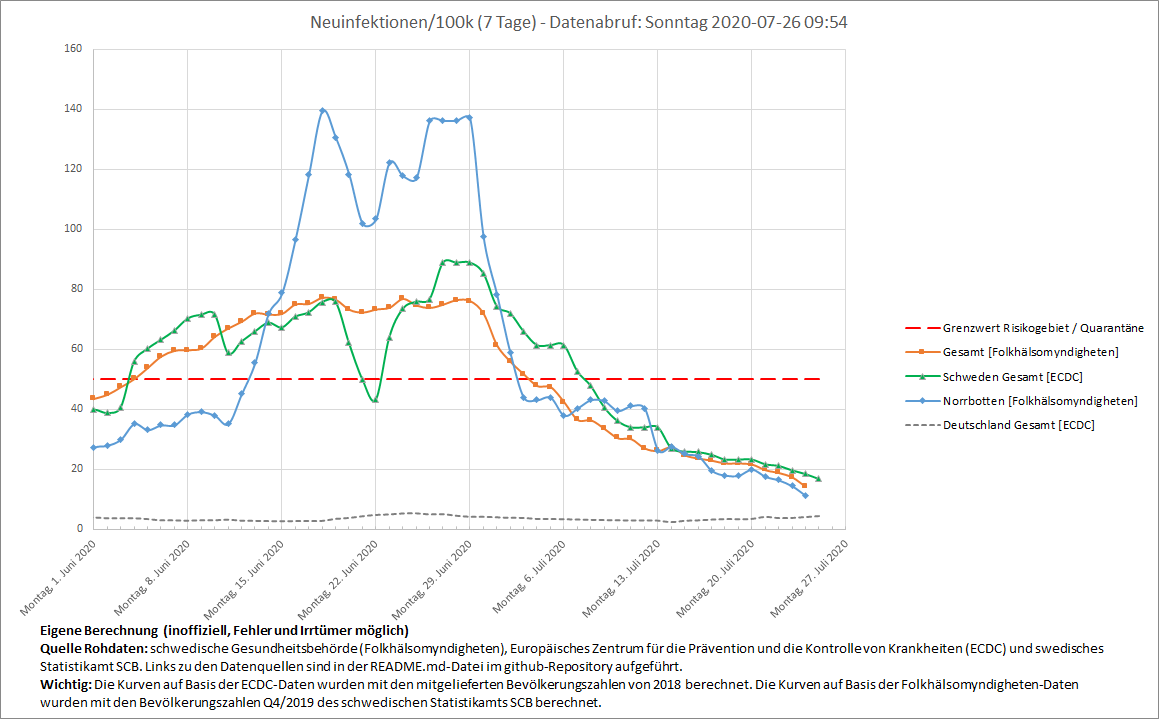 Neuinfektionen/100k (7 Tage) - Datenabruf: Sonntag 2020-07-26 09:54
160
140
120
100
80
60
40
20
0
Montag, 1. Juni 2020
Montag, 8. Juni 2020
Montag, 15. Juni 2020
Montag, 22. Juni 2020
Montag, 29. Juni 2020
Montag, 6. Juli 2020
Montag, 13. Juli 2020
Montag, 20. Juli 2020
Montag, 27. Juli 2020
Grenzwert Risikogebiet / Quarantäne
Gesamt [Folkhälsomyndigheten]
Schweden Gesamt [ECDC]
Norrbotten [Folkhälsomyndigheten]
Deutschland Gesamt [ECDC]
Eigene Berechnung (inoffiziell, Fehler und Irrtümer möglich)
Quelle Rohdaten: schwedische Gesundheitsbehörde (Folkhälsomyndigheten), Europäisches Zentrum für die Prävention und die Kontrolle von Krankheiten (ECDC) und swedisches
Statistikamt SCB. Links zu den Datenquellen sind in der README.md-Datei im github-Repository aufgeführt.
Wichtig: Die Kurven auf Basis der ECDC-Daten wurden mit den mitgelieferten Bevölkerungszahlen von 2018 berechnet. Die Kurven auf Basis der Folkhälsomyndigheten-Daten
wurden mit den Bevölkerungszahlen Q4/2019 des schwedischen Statistikamts SCB berechnet.